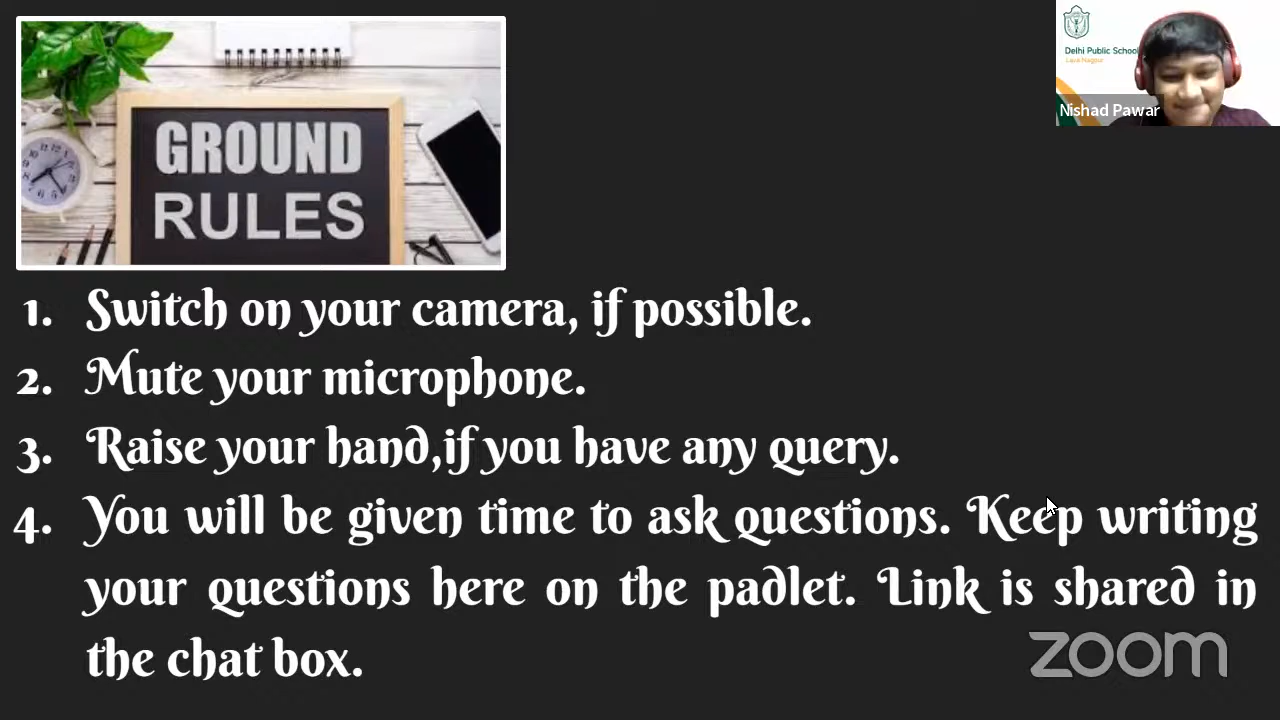 GROUND
RULES
Delhi Public School
Lava Nagpur
Nishad Pawar
1. Switch on your camera, if possible.
2. Mute your microphone.
3. Raise your hand,if you have any query.
4. You will be given time to ask questions. Keep writing
your questions here on the padlet. Link is shared in
the chat box.
zoom